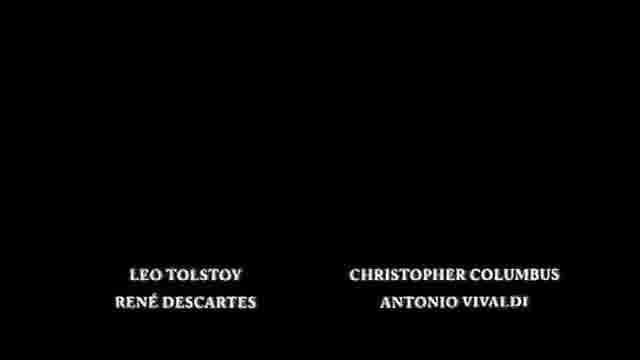 LEO TOLSTOY
CHRISTOPHER COLUMBUS
RENÉ DESCARTES
ANTONIO VIVALDI